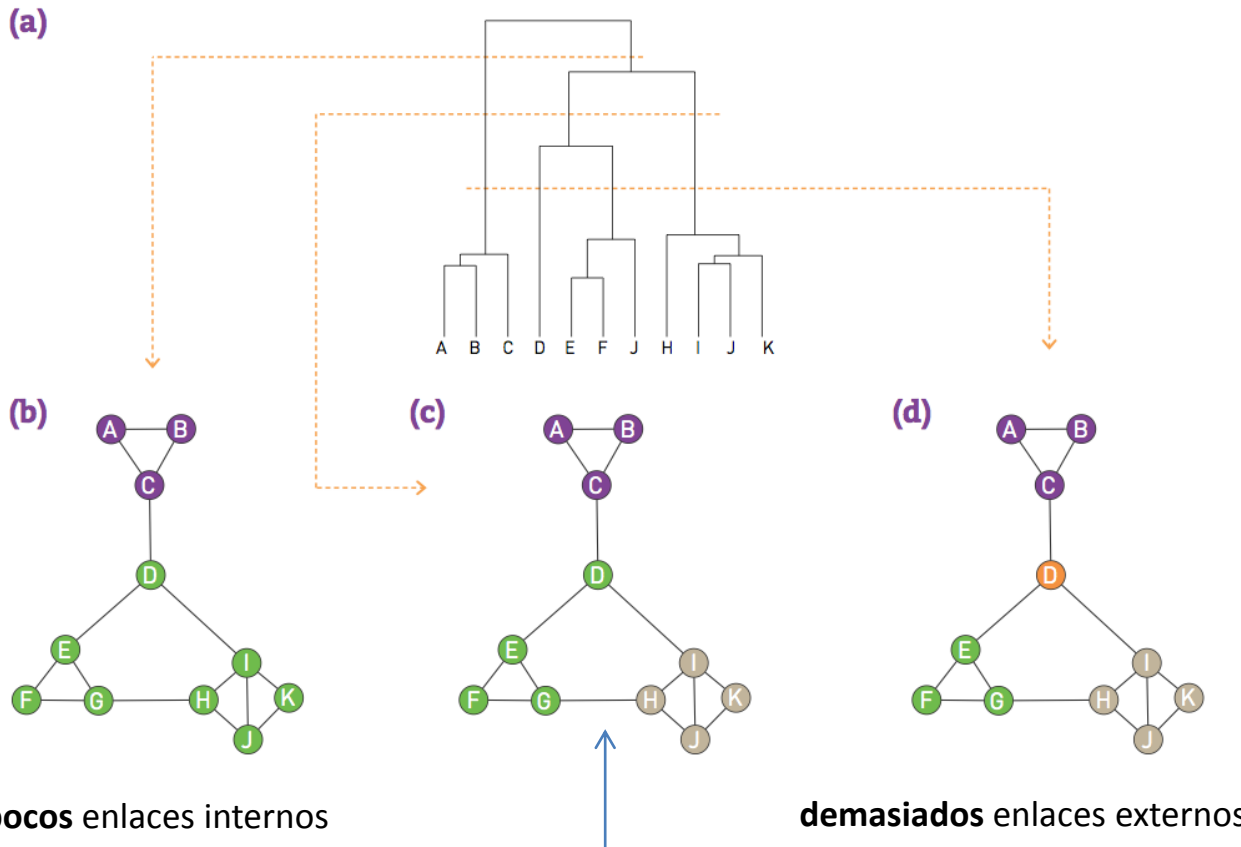 (a)
A B C D E F J H I J K
(b) (c) (d)
A B A B A B
C C C
D D D
E E E
I I I
F G H K F G H K F G H K
J J J
pocos enlaces internos
demasiados enlaces externos